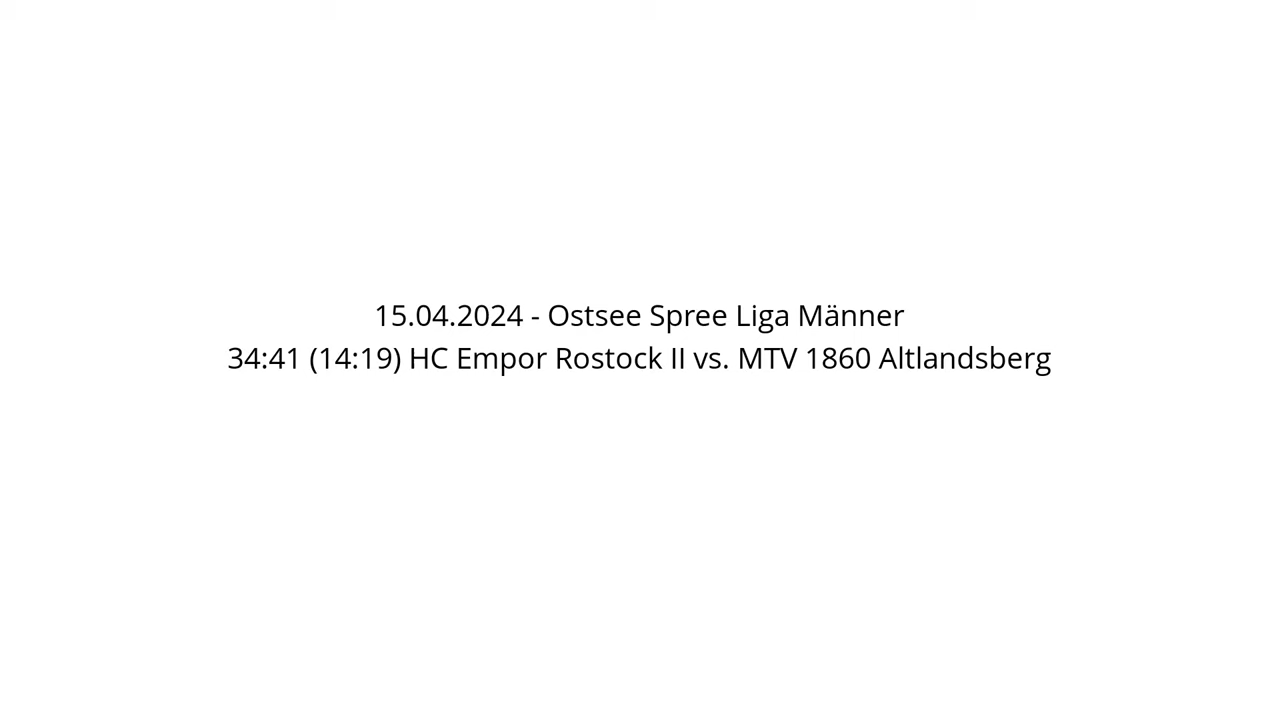 15.04.2024 - Ostsee Spree Liga Männer
34:41 (14:19) HC Empor Rostock II vs. MTV 1860 Altlandsberg